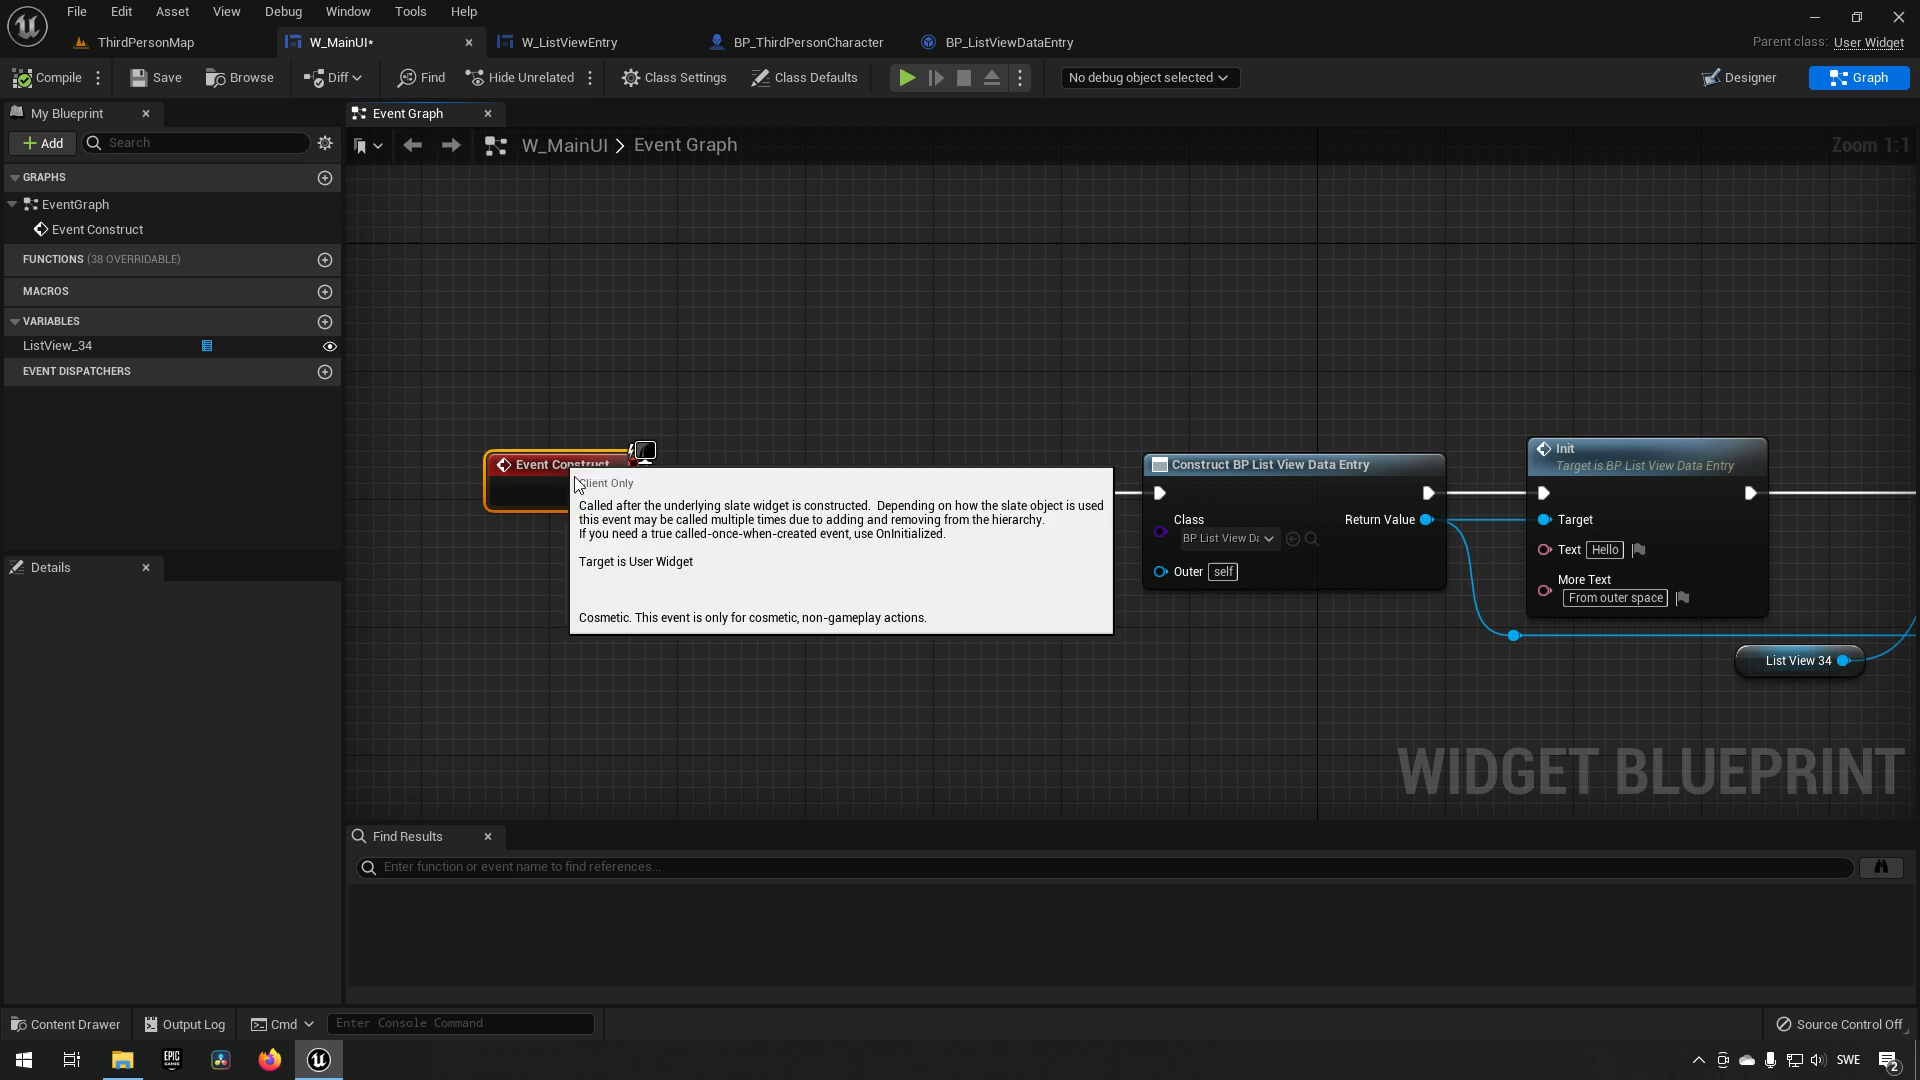 File Edit Asset View Debug Window Tools Help
ThirdPersonMap
W_MainUI*
W_ListViewEntry
BP_ThirdPersonCharacter
BP_ListViewDataEntry
Parent class: User Widget
Compile
Save
Browse
Diff
Find
Hide Unrelated
Class Settings
Class Defaults
No debug object selected
Designer
Graph
My Blueprint
Add
Search
GRAPHS
EventGraph
Event Construct
FUNCTIONS (38 OVERRIDABLE)
MACROS
VARIABLES
ListView_34
EVENT DISPATCHERS
Details
Event Graph
W_MainUI > Event Graph
Zoom 1:1
Event Construct
Client Only
Called after the underlying slate widget is constructed.  Depending on how the slate object is used
this event may be called multiple times due to adding and removing from the hierarchy.
If you need a true called-once-when-created event, use OnInitialized.
Target is User Widget
Cosmetic. This event is only for cosmetic, non-gameplay actions.
Construct BP List View Data Entry
Class
BP List View Da
Return Value
Outer self
Init
Target is BP List View Data Entry
Target
Text Hello
More Text
From outer space
List View 34
WIDGET BLUEPRINT
Find Results
Enter function or event name to find references...
Content Drawer
Output Log
Cmd
Enter Console Command
Source Control Off
EPIC
GAMES
SWE
2